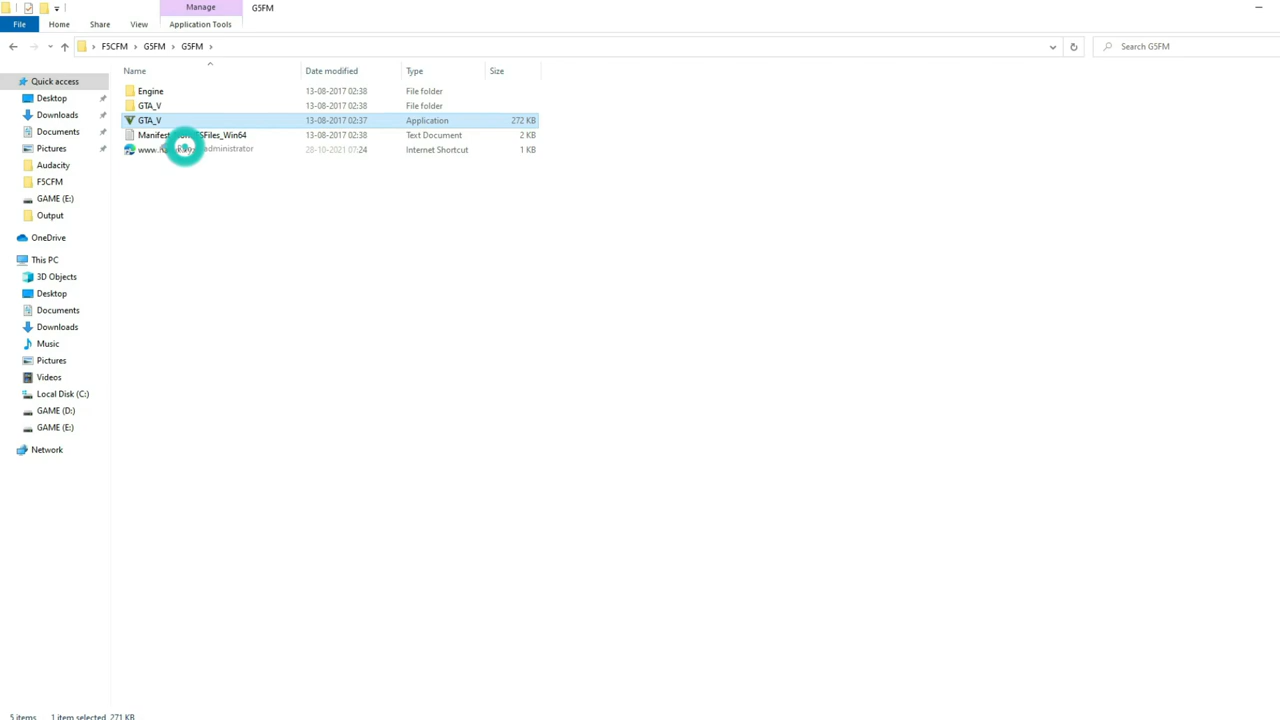 Manage
G5FM
File
Home
Share
View
Application Tools
F5CFM
G5FM
G5FM
Search G5FM
Name
Date modified
Type
Size
Quick access
Desktop
Downloads
Documents
Pictures
Audacity
F5CFM
GAME (E:)
Output
OneDrive
This PC
3D Objects
Desktop
Documents
Downloads
Music
Pictures
Videos
Local Disk (C:)
GAME (D:)
GAME (E:)
Network
Engine 13-08-2017 02:38 File folder
GTA_V 13-08-2017 02:38 File folder
GTA_V 13-08-2017 02:37 Application 272 KB
13-08-2017 02:38 Text Document 2 KB
administrator 28-10-2021 07:24 Internet Shortcut 1 KB
5 items 1 item selected 271 KB